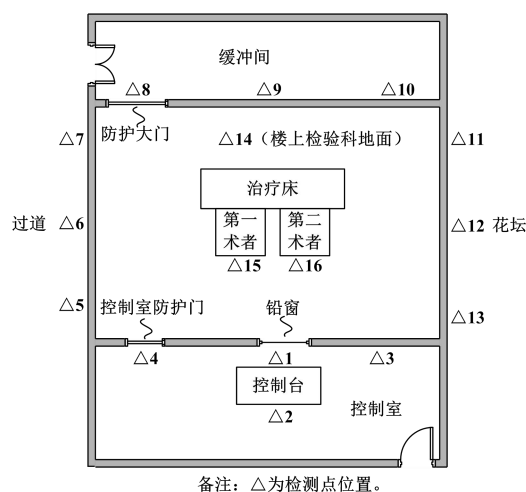 缓冲间
△8
△9
△10
防护大门
△7
△14（楼上检验科地面）
△11
治疗床
过道
△6
第一
术者
第二
术者
△12
花坛
△15
△16
△5
控制室防护门
铅窗
△13
△4
△1
△3
控制台
△2
控制室
备注：△为检测点位置。